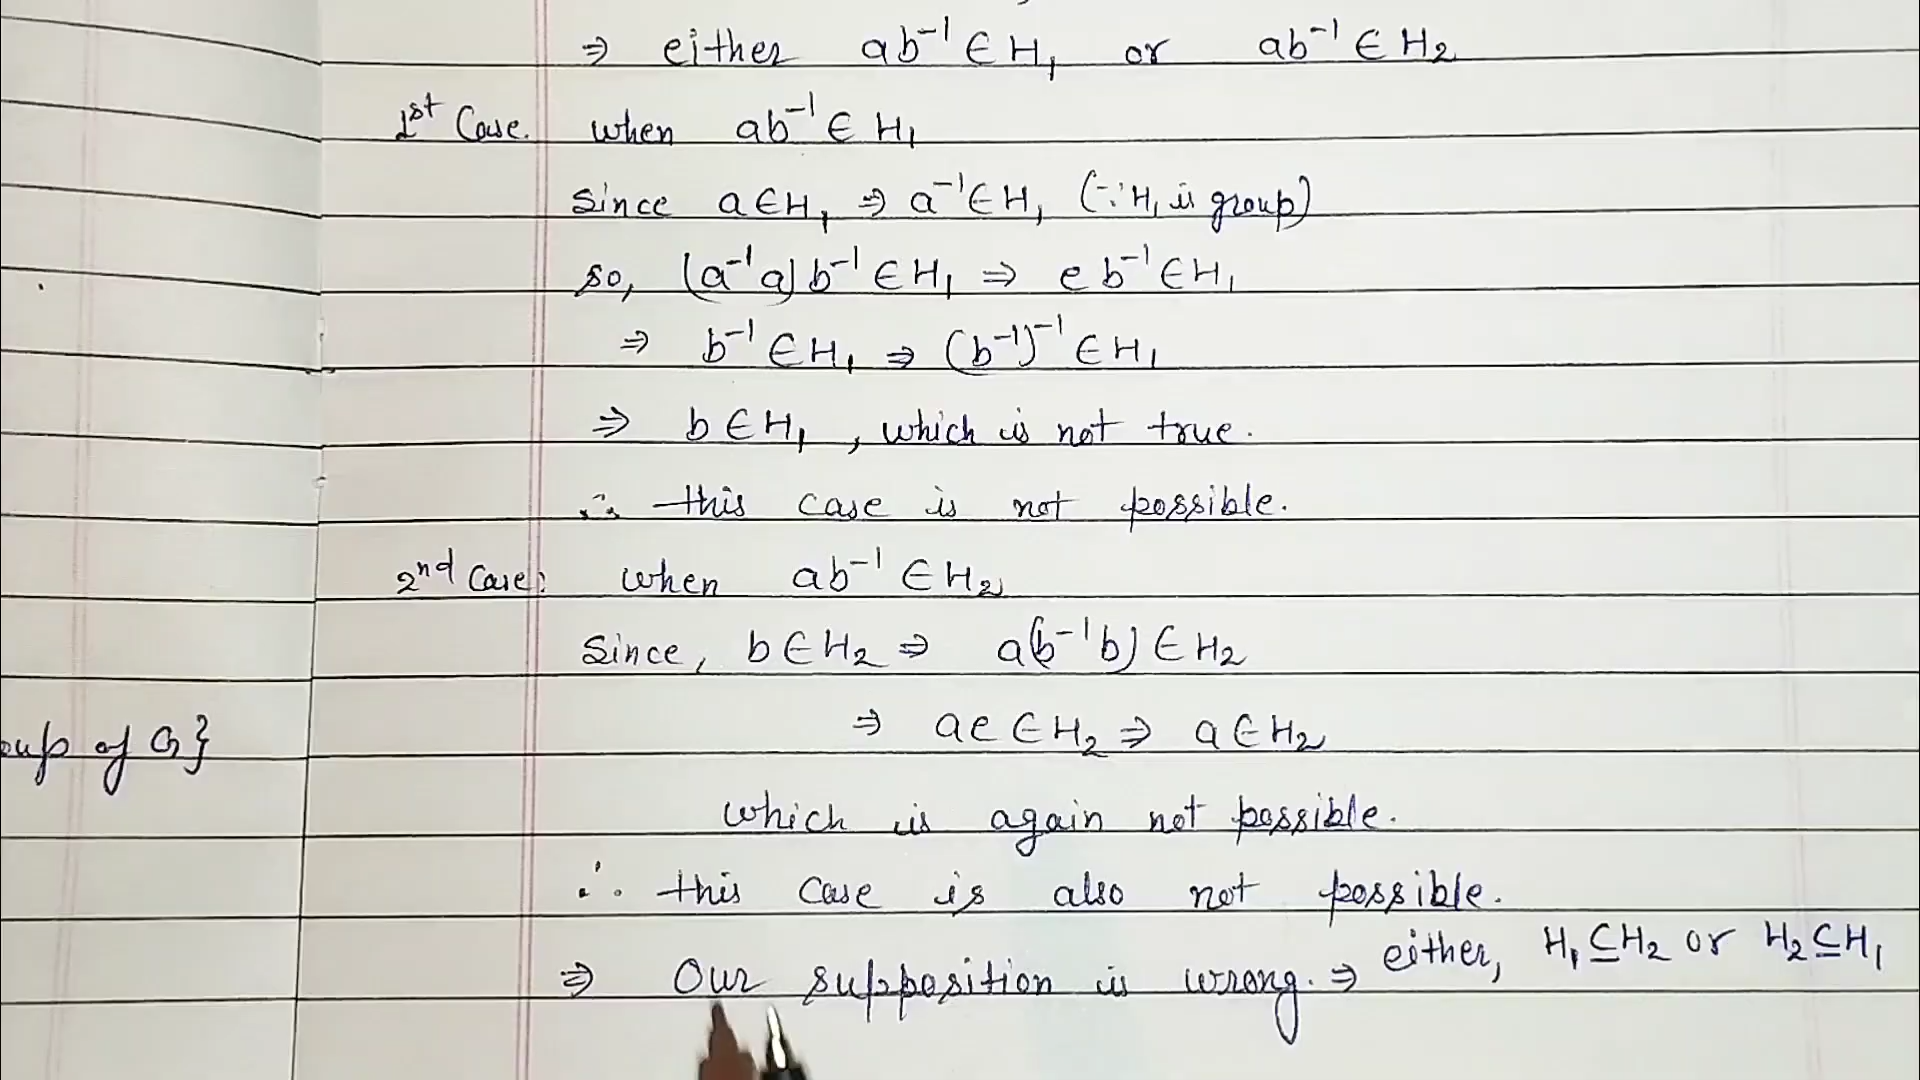 ⇒ either ab⁻¹ ∈ H₁ or ab⁻¹ ∈ H₂
1st Case. when ab⁻¹ ∈ H₁
Since a ∈ H₁ ⇒ a⁻¹ ∈ H₁ (∵ H₁ is group)
so, (a⁻¹a) b⁻¹ ∈ H₁ ⇒ e b⁻¹ ∈ H₁
⇒ b⁻¹ ∈ H₁ ⇒ (b⁻¹)⁻¹ ∈ H₁
⇒ b ∈ H₁, which is not true.
∴ this case is not possible.
2nd Case: when ab⁻¹ ∈ H₂
Since, b ∈ H₂ ⇒ a(b⁻¹b) ∈ H₂
⇒ ae ∈ H₂ ⇒ a ∈ H₂
oup of G}
which is again not possible.
∴ this case is also not possible.
⇒ Our supposition is wrong. ⇒ either, H₁ ⊆ H₂ or H₂ ⊆ H₁